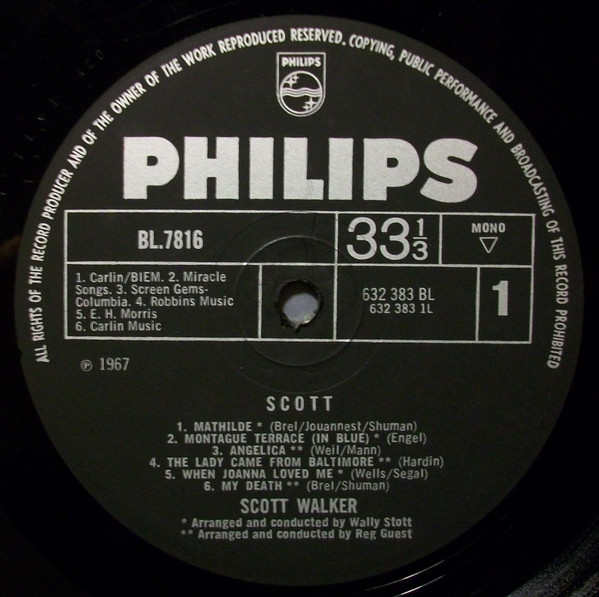 ALL RIGHTS OF THE RECORD PRODUCER AND OF THE OWNER OF THE WORK REPRODUCED RESERVED. COPYING, PUBLIC PERFORMANCE AND BROADCASTING OF THIS RECORD PROHIBITED
PHILIPS
PHILIPS
BL.7816
33 1/3
MONO
1. Carlin/BIEM. 2. Miracle
Songs. 3. Screen Gems-
Columbia. 4. Robbins Music
5. E. H. Morris
6. Carlin Music
632 383 BL
632 383 1L
1
℗ 1967
SCOTT
1. MATHILDE * (Brel/Jouannest/Shuman)
2. MONTAGUE TERRACE (IN BLUE) * (Engel)
3. ANGELICA ** (Weil/Mann)
4. THE LADY CAME FROM BALTIMORE ** (Hardin)
5. WHEN JOANNA LOVED ME * (Wells/Segal)
6. MY DEATH ** (Brel/Shuman)
SCOTT WALKER
* Arranged and conducted by Wally Stott
** Arranged and conducted by Reg Guest